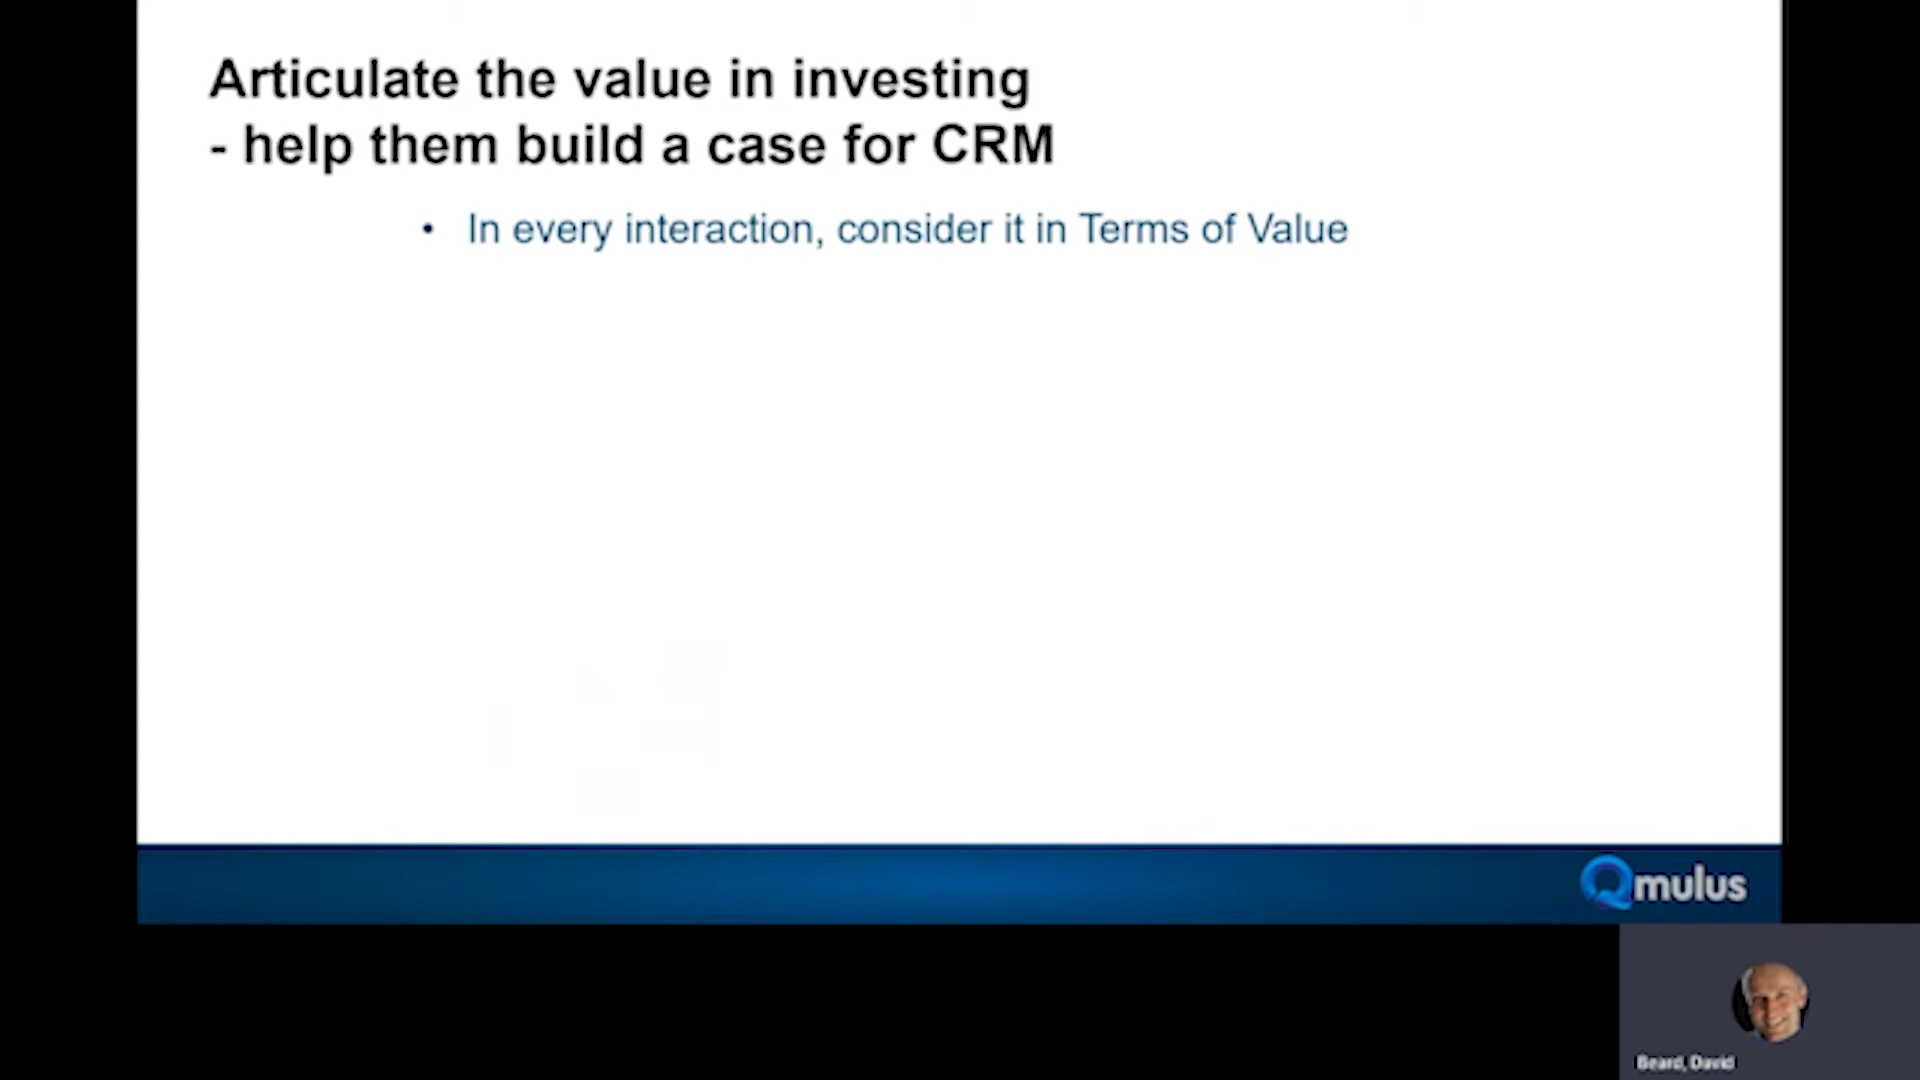 Articulate the value in investing
- help them build a case for CRM
• In every interaction, consider it in Terms of Value
Qmulus
Beard, David